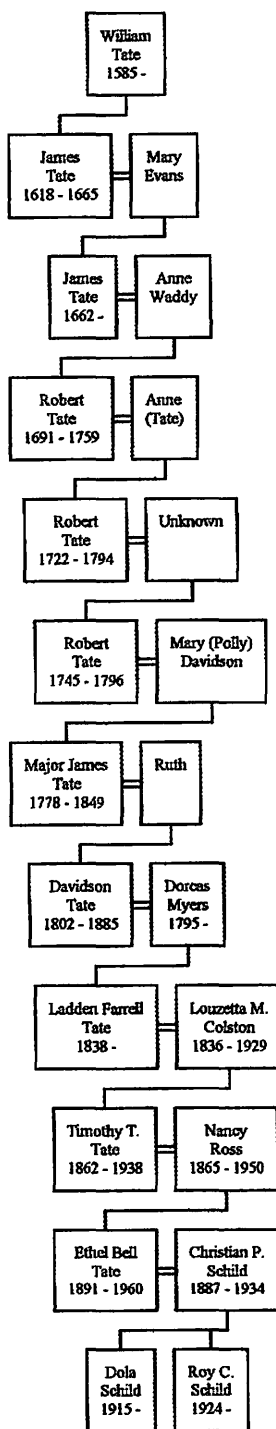 William
Tate
1585 -
James
Tate
1618 - 1665
Mary
Evans
James
Tate
1662 -
Anne
Waddy
Robert
Tate
1691 - 1759
Anne
(Tate)
Robert
Tate
1722 - 1794
Unknown
Robert
Tate
1745 - 1796
Mary (Polly)
Davidson
Major James
Tate
1778 - 1849
Ruth
Davidson
Tate
1802 - 1885
Dorcas
Myers
1795 -
Ladden Farrell
Tate
1838 -
Louzetta M.
Colston
1836 - 1929
Timothy T.
Tate
1862 - 1938
Nancy
Ross
1865 - 1950
Ethel Bell
Tate
1891 - 1960
Christian P.
Schild
1887 - 1934
Dola
Schild
1915 -
Roy C.
Schild
1924 -